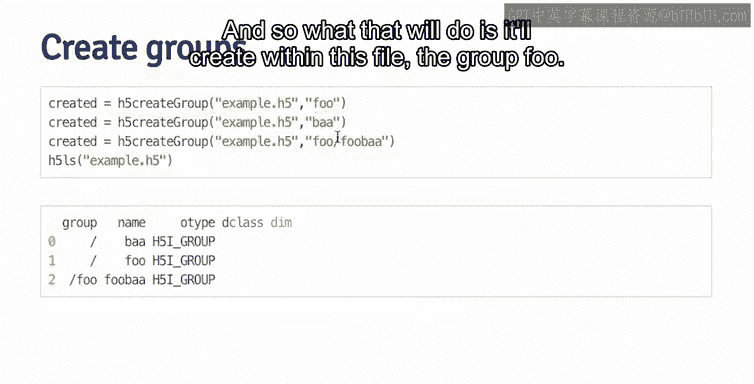 And so what that will do is it'll
create within this file, the group foo.
Create groups
created = h5createGroup("example.h5","foo")
created = h5createGroup("example.h5","baa")
created = h5createGroup("example.h5","foo/foobaa")
h5ls("example.h5")
group name otype dclass dim
0 / baa H5I_GROUP
1 / foo H5I_GROUP
2 /foo foobaa H5I_GROUP